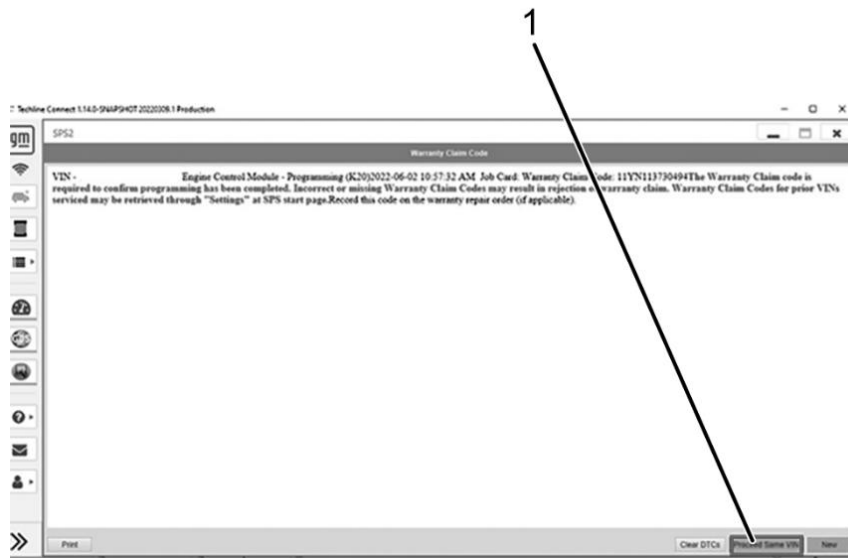 1
Techline Connect 1.14.0-SNAPSHOT 20220308.1 Production
gm
SPS2
Warranty Claim Code
VIN - Engine Control Module - Programming (K20)2022-06-02 10:57:32 AM Job Card: Warranty Claim Code: 11YN113730494The Warranty Claim code is
required to confirm programming has been completed. Incorrect or missing Warranty Claim Codes may result in rejection of warranty claim. Warranty Claim Codes for prior VINs
serviced may be retrieved through "Settings" at SPS start page.Record this code on the warranty repair order (if applicable).
Print
Clear DTCs
Proceed Same VIN
New